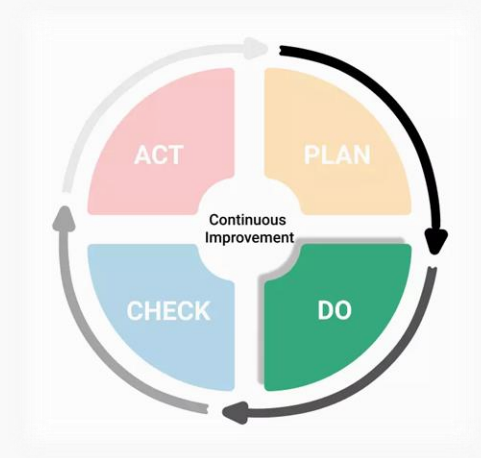 ACT
PLAN
Continuous
Improvement
CHECK
DO